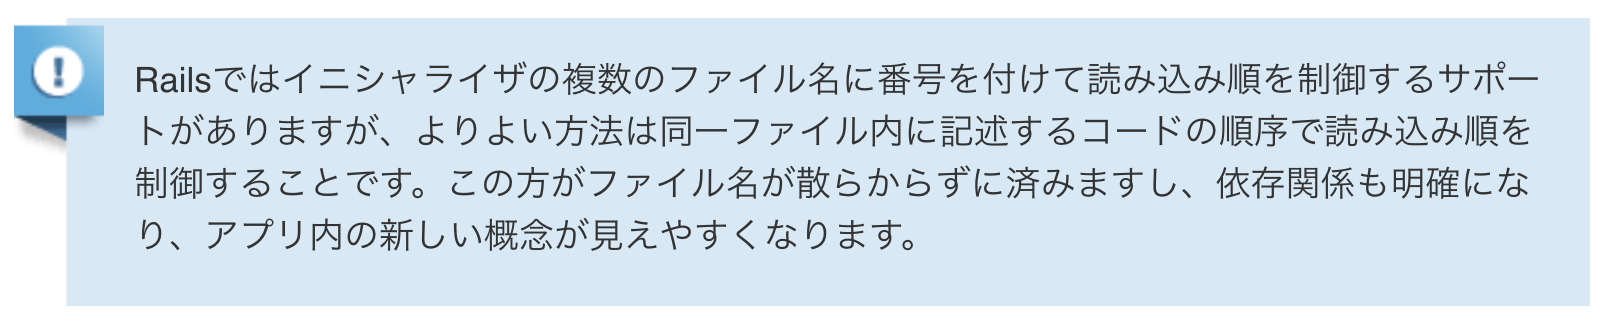 Railsではイニシャライザの複数のファイル名に番号を付けて読み込み順を制御するサポー
トがありますが、よりよい方法は同一ファイル内に記述するコードの順序で読み込み順を
制御することです。この方がファイル名が散らからずに済みますし、依存関係も明確にな
り、アプリ内の新しい概念が見えやすくなります。